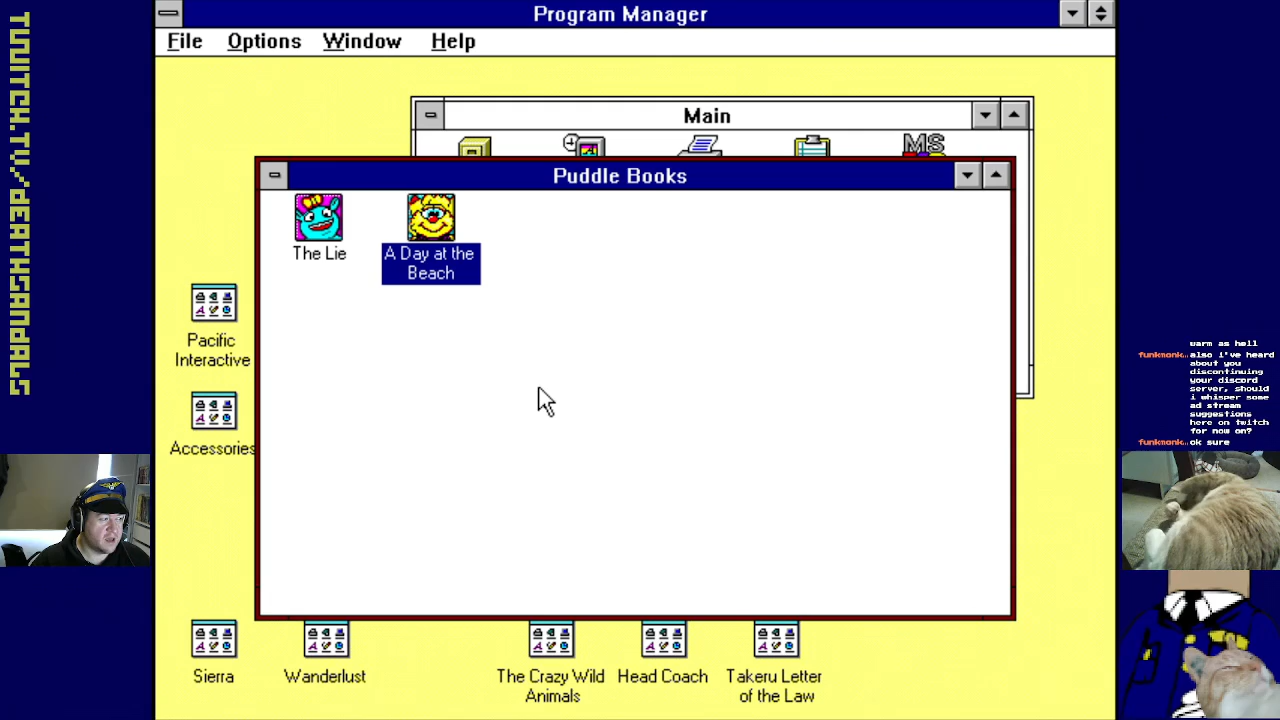 TWITCH.TV/DEATHSANDALS
Program Manager
File Options Window Help
Main
MS
Puddle Books
The Lie
A Day at the
Beach
Pacific
Interactive
Accessories
Sierra
Wanderlust
The Crazy Wild
Animals
Head Coach
Takeru Letter
of the Law
warm as hell
funkmonk.. also i've heard
about you
discontinuing
your discord
server, should
i whisper some
ad stream
suggestions
here on twitch
for now on?
funkmonk.. ok sure